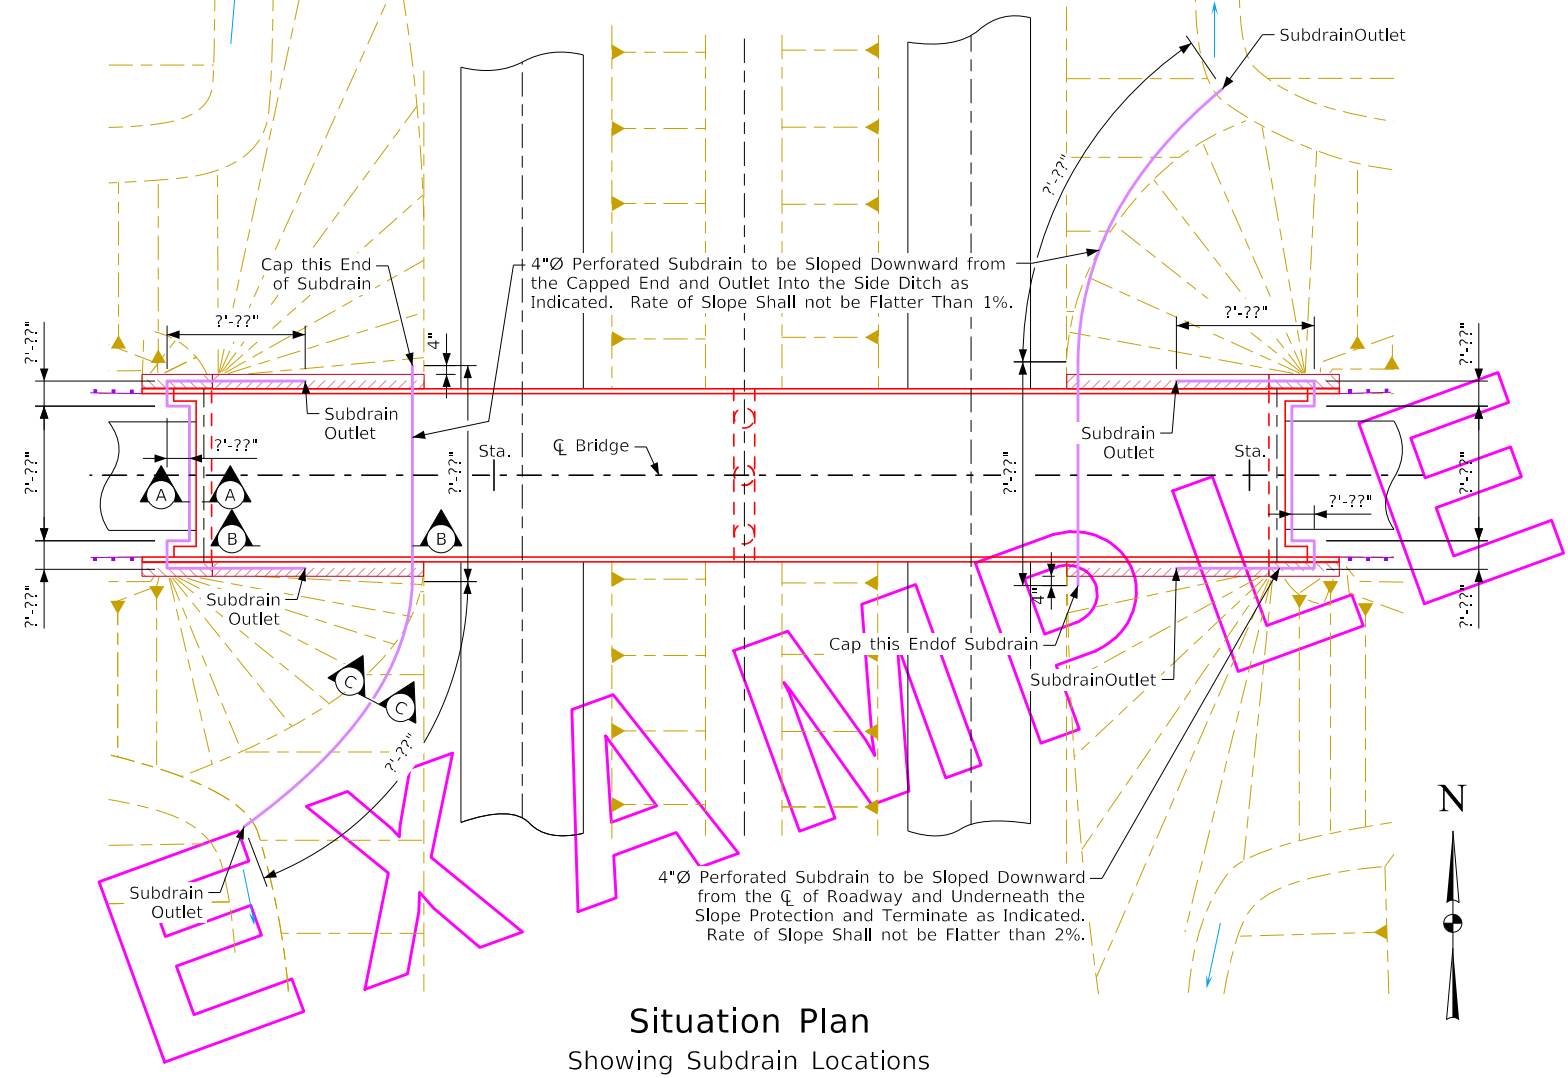 SubdrainOutlet
?'-??"
Cap this End
of Subdrain
4"Ø Perforated Subdrain to be Sloped Downward from
the Capped End and Outlet Into the Side Ditch as
Indicated. Rate of Slope Shall not be Flatter Than 1%.
?'-??"
?'-??"
?'-??"
4"
?'-??"
Subdrain
Outlet
Subdrain
Outlet
?'-??"
Sta.
℄ Bridge
Sta.
?'-??"
?'-??"
?'-??"
?'-??"
?'-??"
A
A
B
B
?'-??"
?'-??"
Subdrain
Outlet
4"
?'-??"
Cap this Endof Subdrain
SubdrainOutlet
C
C
?'-??"
EXAMPLE
N
4"Ø Perforated Subdrain to be Sloped Downward
from the ℄ of Roadway and Underneath the
Slope Protection and Terminate as Indicated.
Rate of Slope Shall not be Flatter than 2%.
Subdrain
Outlet
Situation Plan
Showing Subdrain Locations